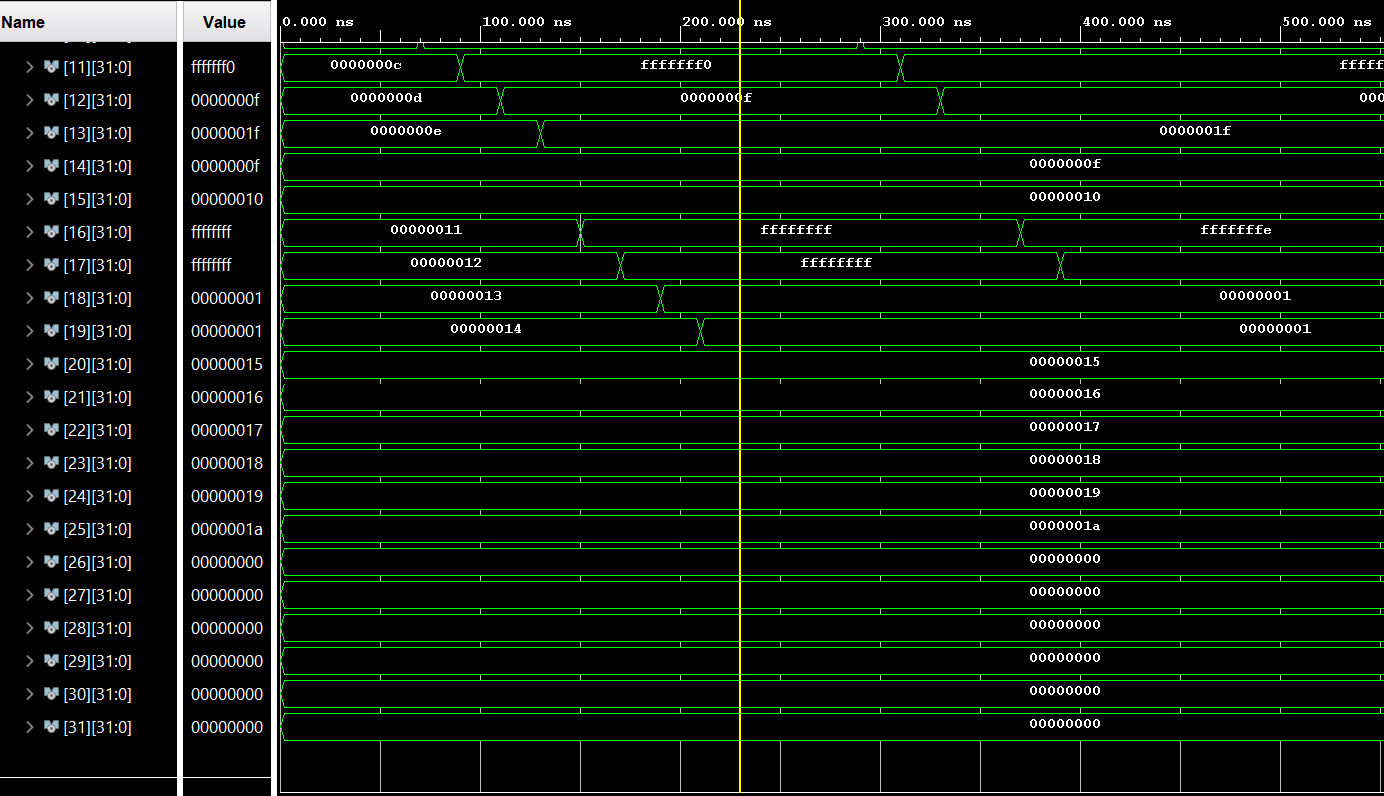 Name Value 0.000 ns 100.000 ns 200.000 ns 300.000 ns 400.000 ns 500.000 ns
[11][31:0] fffffff0 0000000c fffffff0 fffff
[12][31:0] 0000000f 0000000d 0000000f 000
[13][31:0] 0000001f 0000000e 0000001f
[14][31:0] 0000000f 0000000f
[15][31:0] 00000010 00000010
[16][31:0] ffffffff 00000011 ffffffff fffffffe
[17][31:0] ffffffff 00000012 ffffffff
[18][31:0] 00000001 00000013 00000001
[19][31:0] 00000001 00000014 00000001
[20][31:0] 00000015 00000015
[21][31:0] 00000016 00000016
[22][31:0] 00000017 00000017
[23][31:0] 00000018 00000018
[24][31:0] 00000019 00000019
[25][31:0] 0000001a 0000001a
[26][31:0] 00000000 00000000
[27][31:0] 00000000 00000000
[28][31:0] 00000000 00000000
[29][31:0] 00000000 00000000
[30][31:0] 00000000 00000000
[31][31:0] 00000000 00000000